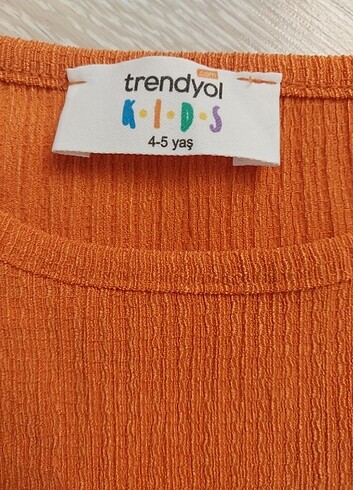 trendyol
.com
K·I·D·S
4-5 yaş